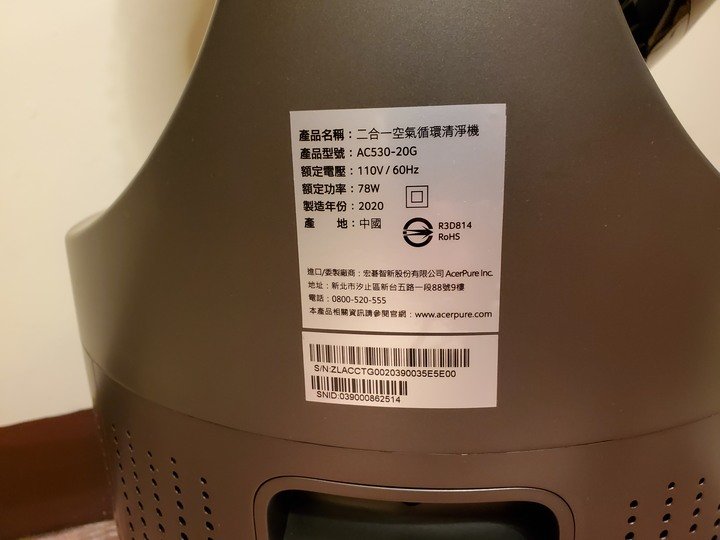 產品名稱：二合一空氣循環清淨機
產品型號：AC530-20G
額定電壓：110V / 60Hz
額定功率：78W
製造年份：2020
產 地：中國
R3D814
RoHS
進口/委製廠商：宏碁智新股份有限公司 AcerPure Inc.
地址：新北市汐止區新台五路一段88號9樓
電話：0800-520-555
本產品相關資訊請參閱官網：www.acerpure.com
S/N:ZLACCTG0020390035E5E00
SNID:039000862514